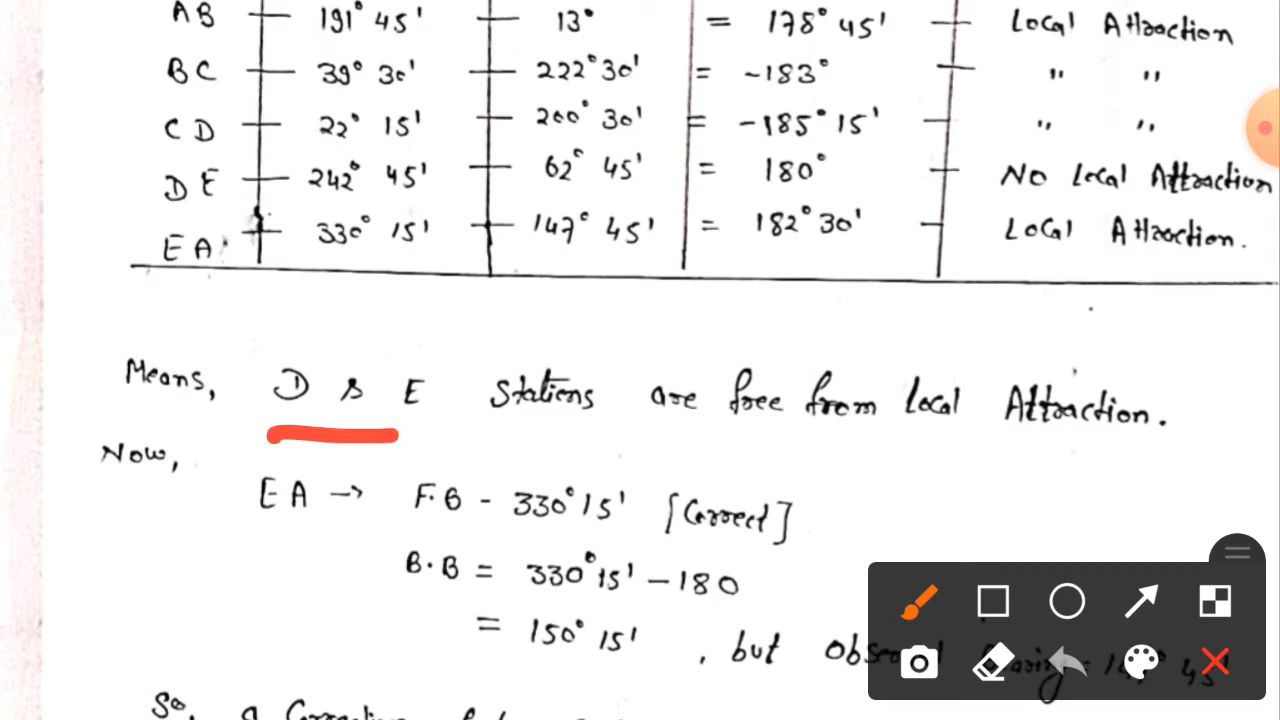 AB 191° 45' 13° = 178° 45' Local Attraction
BC 39° 30' 222° 30' = -183° " "
CD 22° 15' 200° 30' = -185° 15' " "
DE 242° 45' 62° 45' = 180° No Local Attraction
EA 330° 15' 147° 45' = 182° 30' Local Attraction.
Means, D & E Stations are free from Local Attraction.
Now,
EA → F.B - 330° 15' [Correct]
B.B = 330° 15' - 180
= 150° 15', but
So, a Correction